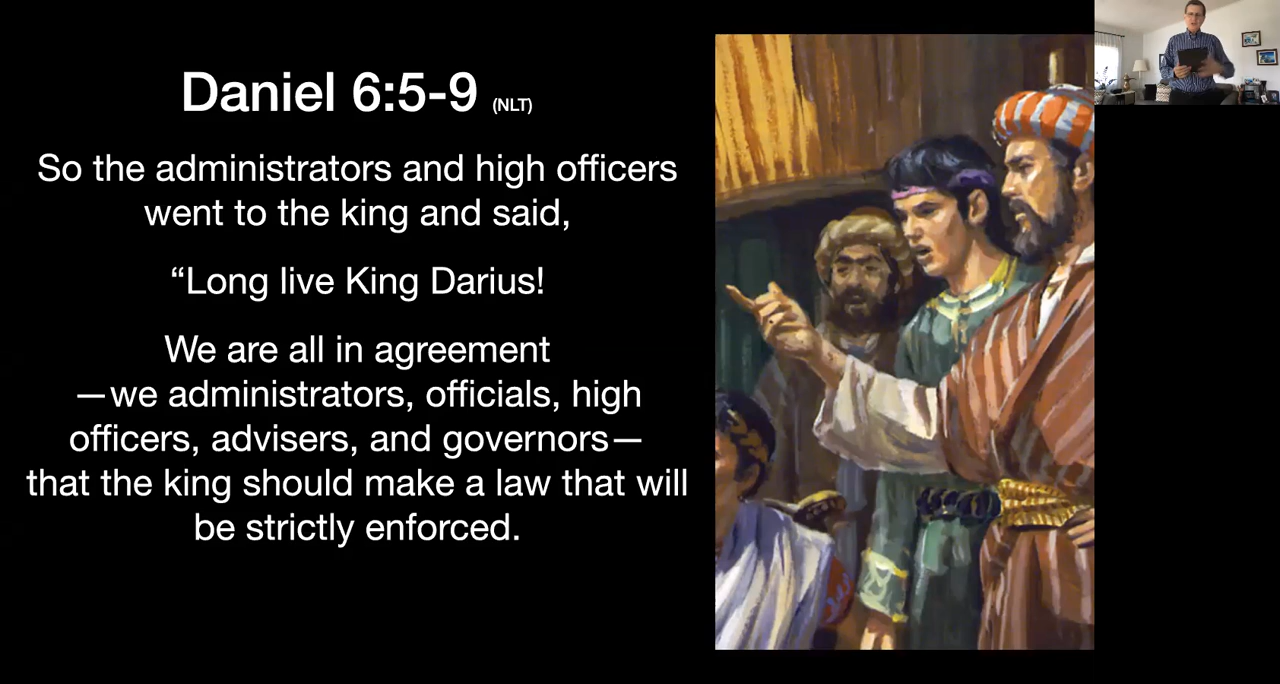 Daniel 6:5-9 (NLT)
So the administrators and high officers
went to the king and said,
“Long live King Darius!
We are all in agreement
—we administrators, officials, high
officers, advisers, and governors—
that the king should make a law that will
be strictly enforced.